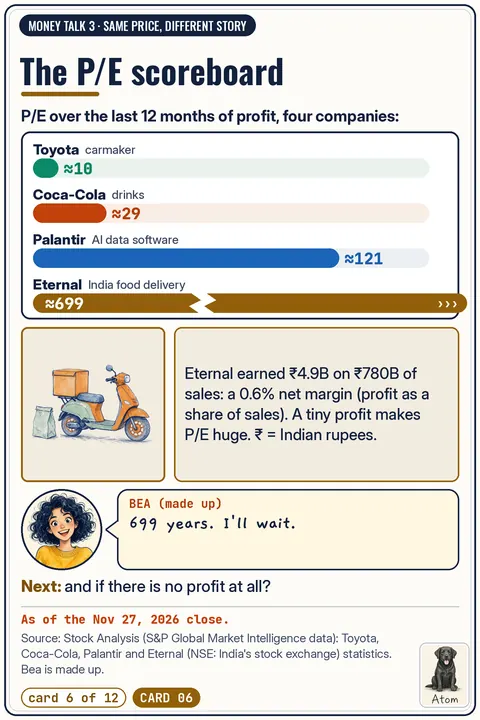 MONEY TALK 3 · SAME PRICE, DIFFERENT STORY
The P/E scoreboard
P/E over the last 12 months of profit, four companies:
Toyota carmaker
≈10
Coca-Cola drinks
≈29
Palantir AI data software
≈121
Eternal India food delivery
≈699 ›››
Eternal earned ₹4.9B on ₹780B of
sales: a 0.6% net margin (profit as a
share of sales). A tiny profit makes
P/E huge. ₹ = Indian rupees.
BEA (made up)
699 years. I'll wait.
Next: and if there is no profit at all?
As of the Nov 27, 2026 close.
Source: Stock Analysis (S&P Global Market Intelligence data): Toyota,
Coca-Cola, Palantir and Eternal (NSE: India's stock exchange) statistics.
Bea is made up.
card 6 of 12
CARD 06
Atom